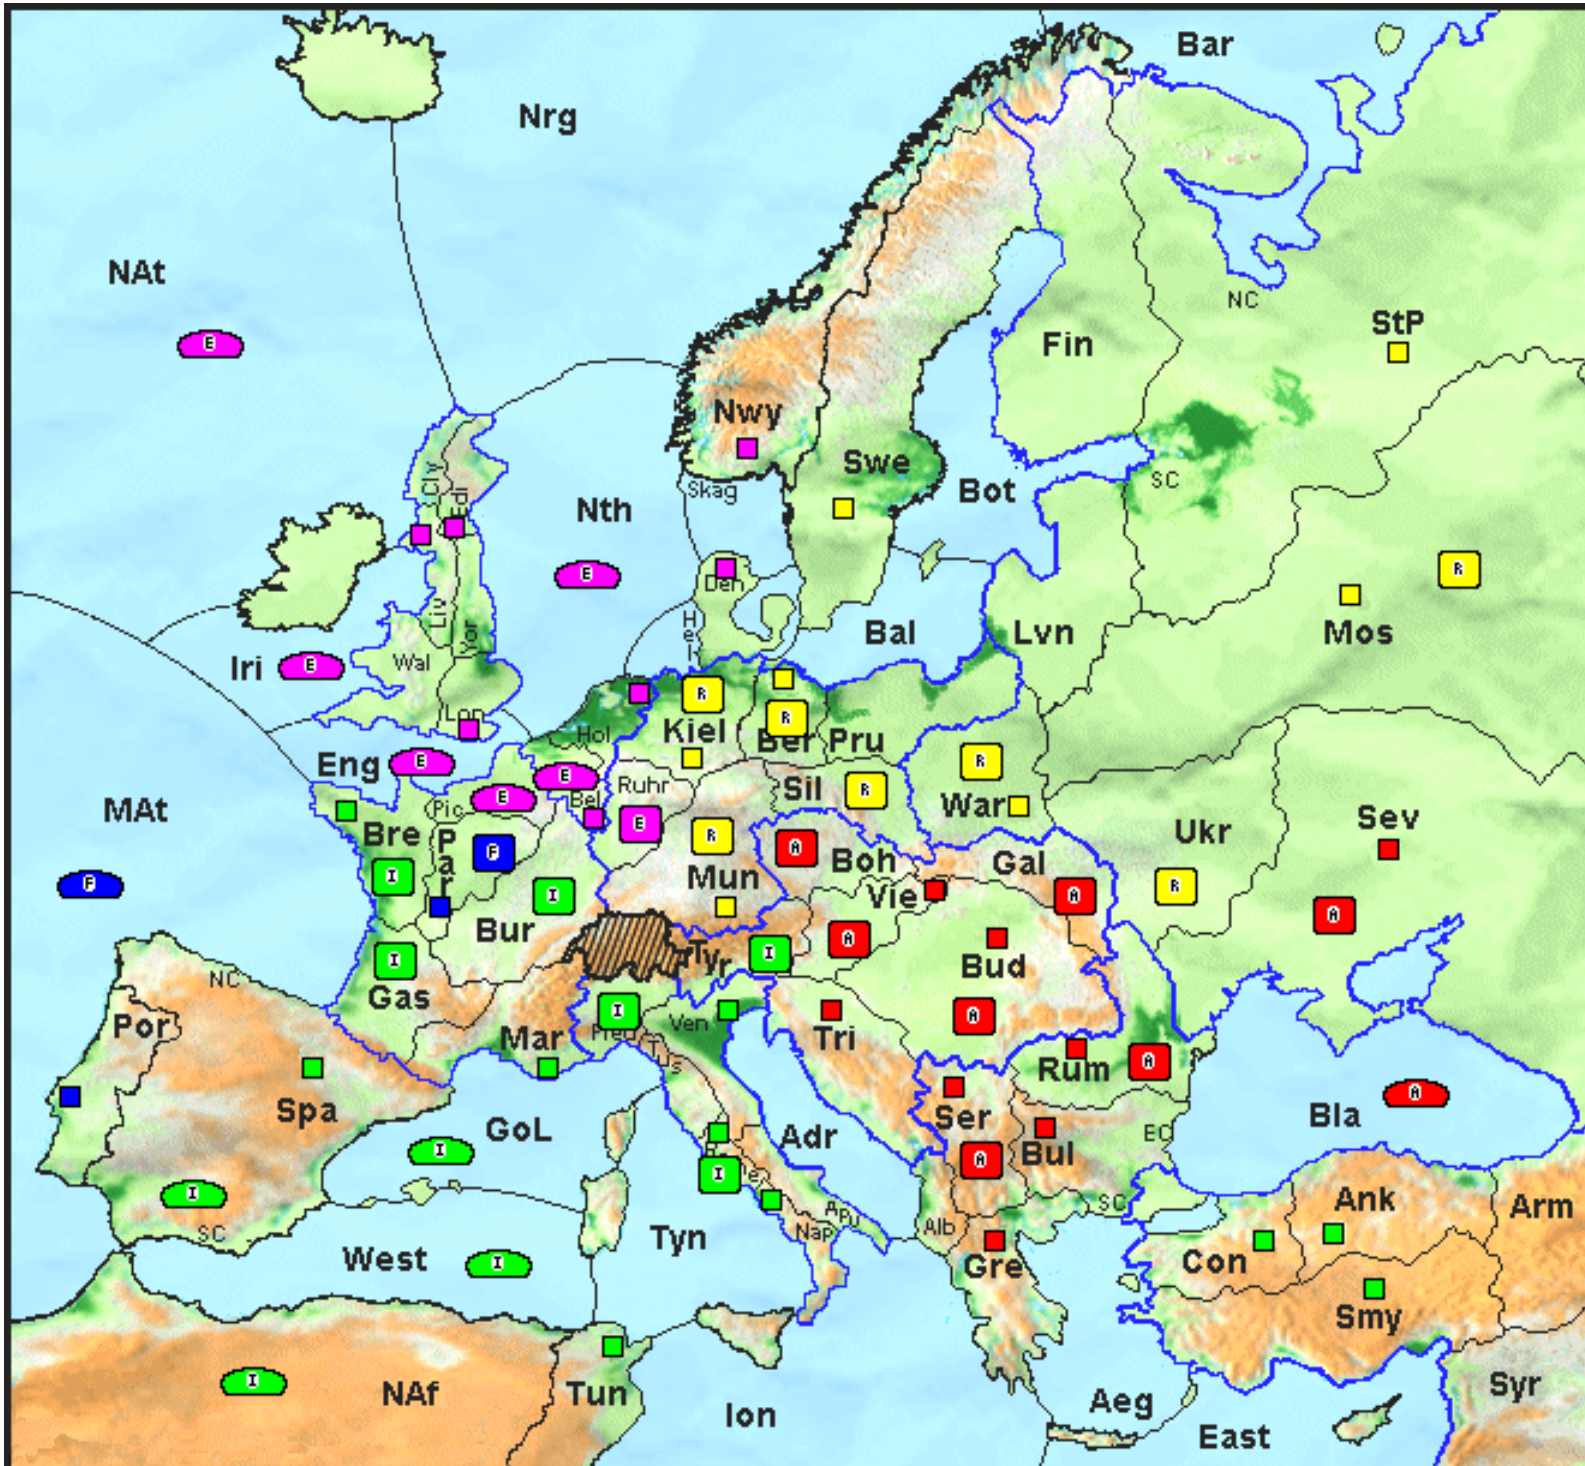 Bar
Nrg
NAt
NC
StP
Fin
Nwy
Swe
Cly
Edi
SC
Skag
Bot
Nth
Den
Hel
Liv
Yor
Bal
Lvn
Mos
Iri
Wal
Lon
Hol
Kiel
Ber
Pru
Eng
Ruhr
Sil
War
MAt
Pic
Bel
Bre
Par
Boh
Gal
Ukr
Sev
Mun
Vie
Bur
Tyr
Bud
NC
Gas
Por
Mar
Pied
Ven
Tus
Tri
Rum
Spa
GoL
Ser
Adr
Bul
EC
Bla
Ank
Arm
SC
West
Tyn
Apu
Nap
Alb
SC
Gre
Con
Smy
NAf
Tun
Ion
Aeg
East
Syr
E
E
E
E
E
E
E
F
F
I
I
I
I
I
I
I
I
I
R
R
R
R
R
R
R
A
A
A
A
A
A
A
A